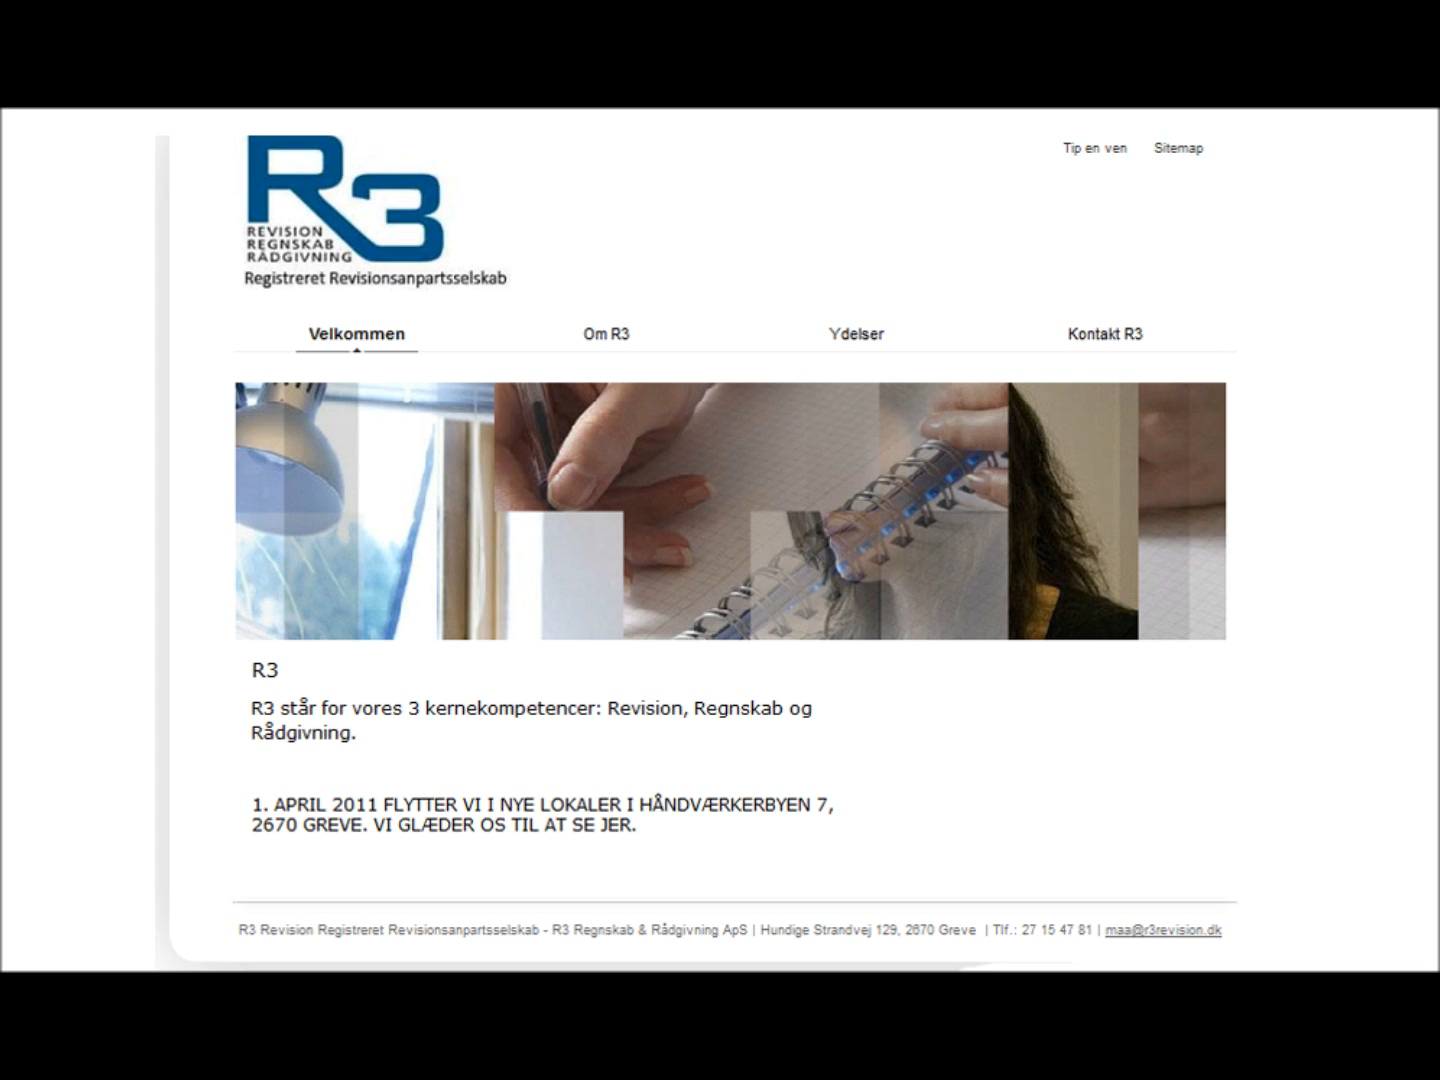 R3
REVISION
REGNSKAB
RÅDGIVNING
Registreret Revisionsanpartsselskab
Tip en ven Sitemap
Velkommen Om R3 Ydelser Kontakt R3
R3
R3 står for vores 3 kernekompetencer: Revision, Regnskab og
Rådgivning.
1. APRIL 2011 FLYTTER VI I NYE LOKALER I HÅNDVÆRKERBYEN 7,
2670 GREVE. VI GLÆDER OS TIL AT SE JER.
R3 Revision Registreret Revisionsanpartsselskab - R3 Regnskab & Rådgivning ApS | Hundige Strandvej 129, 2670 Greve | Tlf.: 27 15 47 81 | maa@r3revision.dk